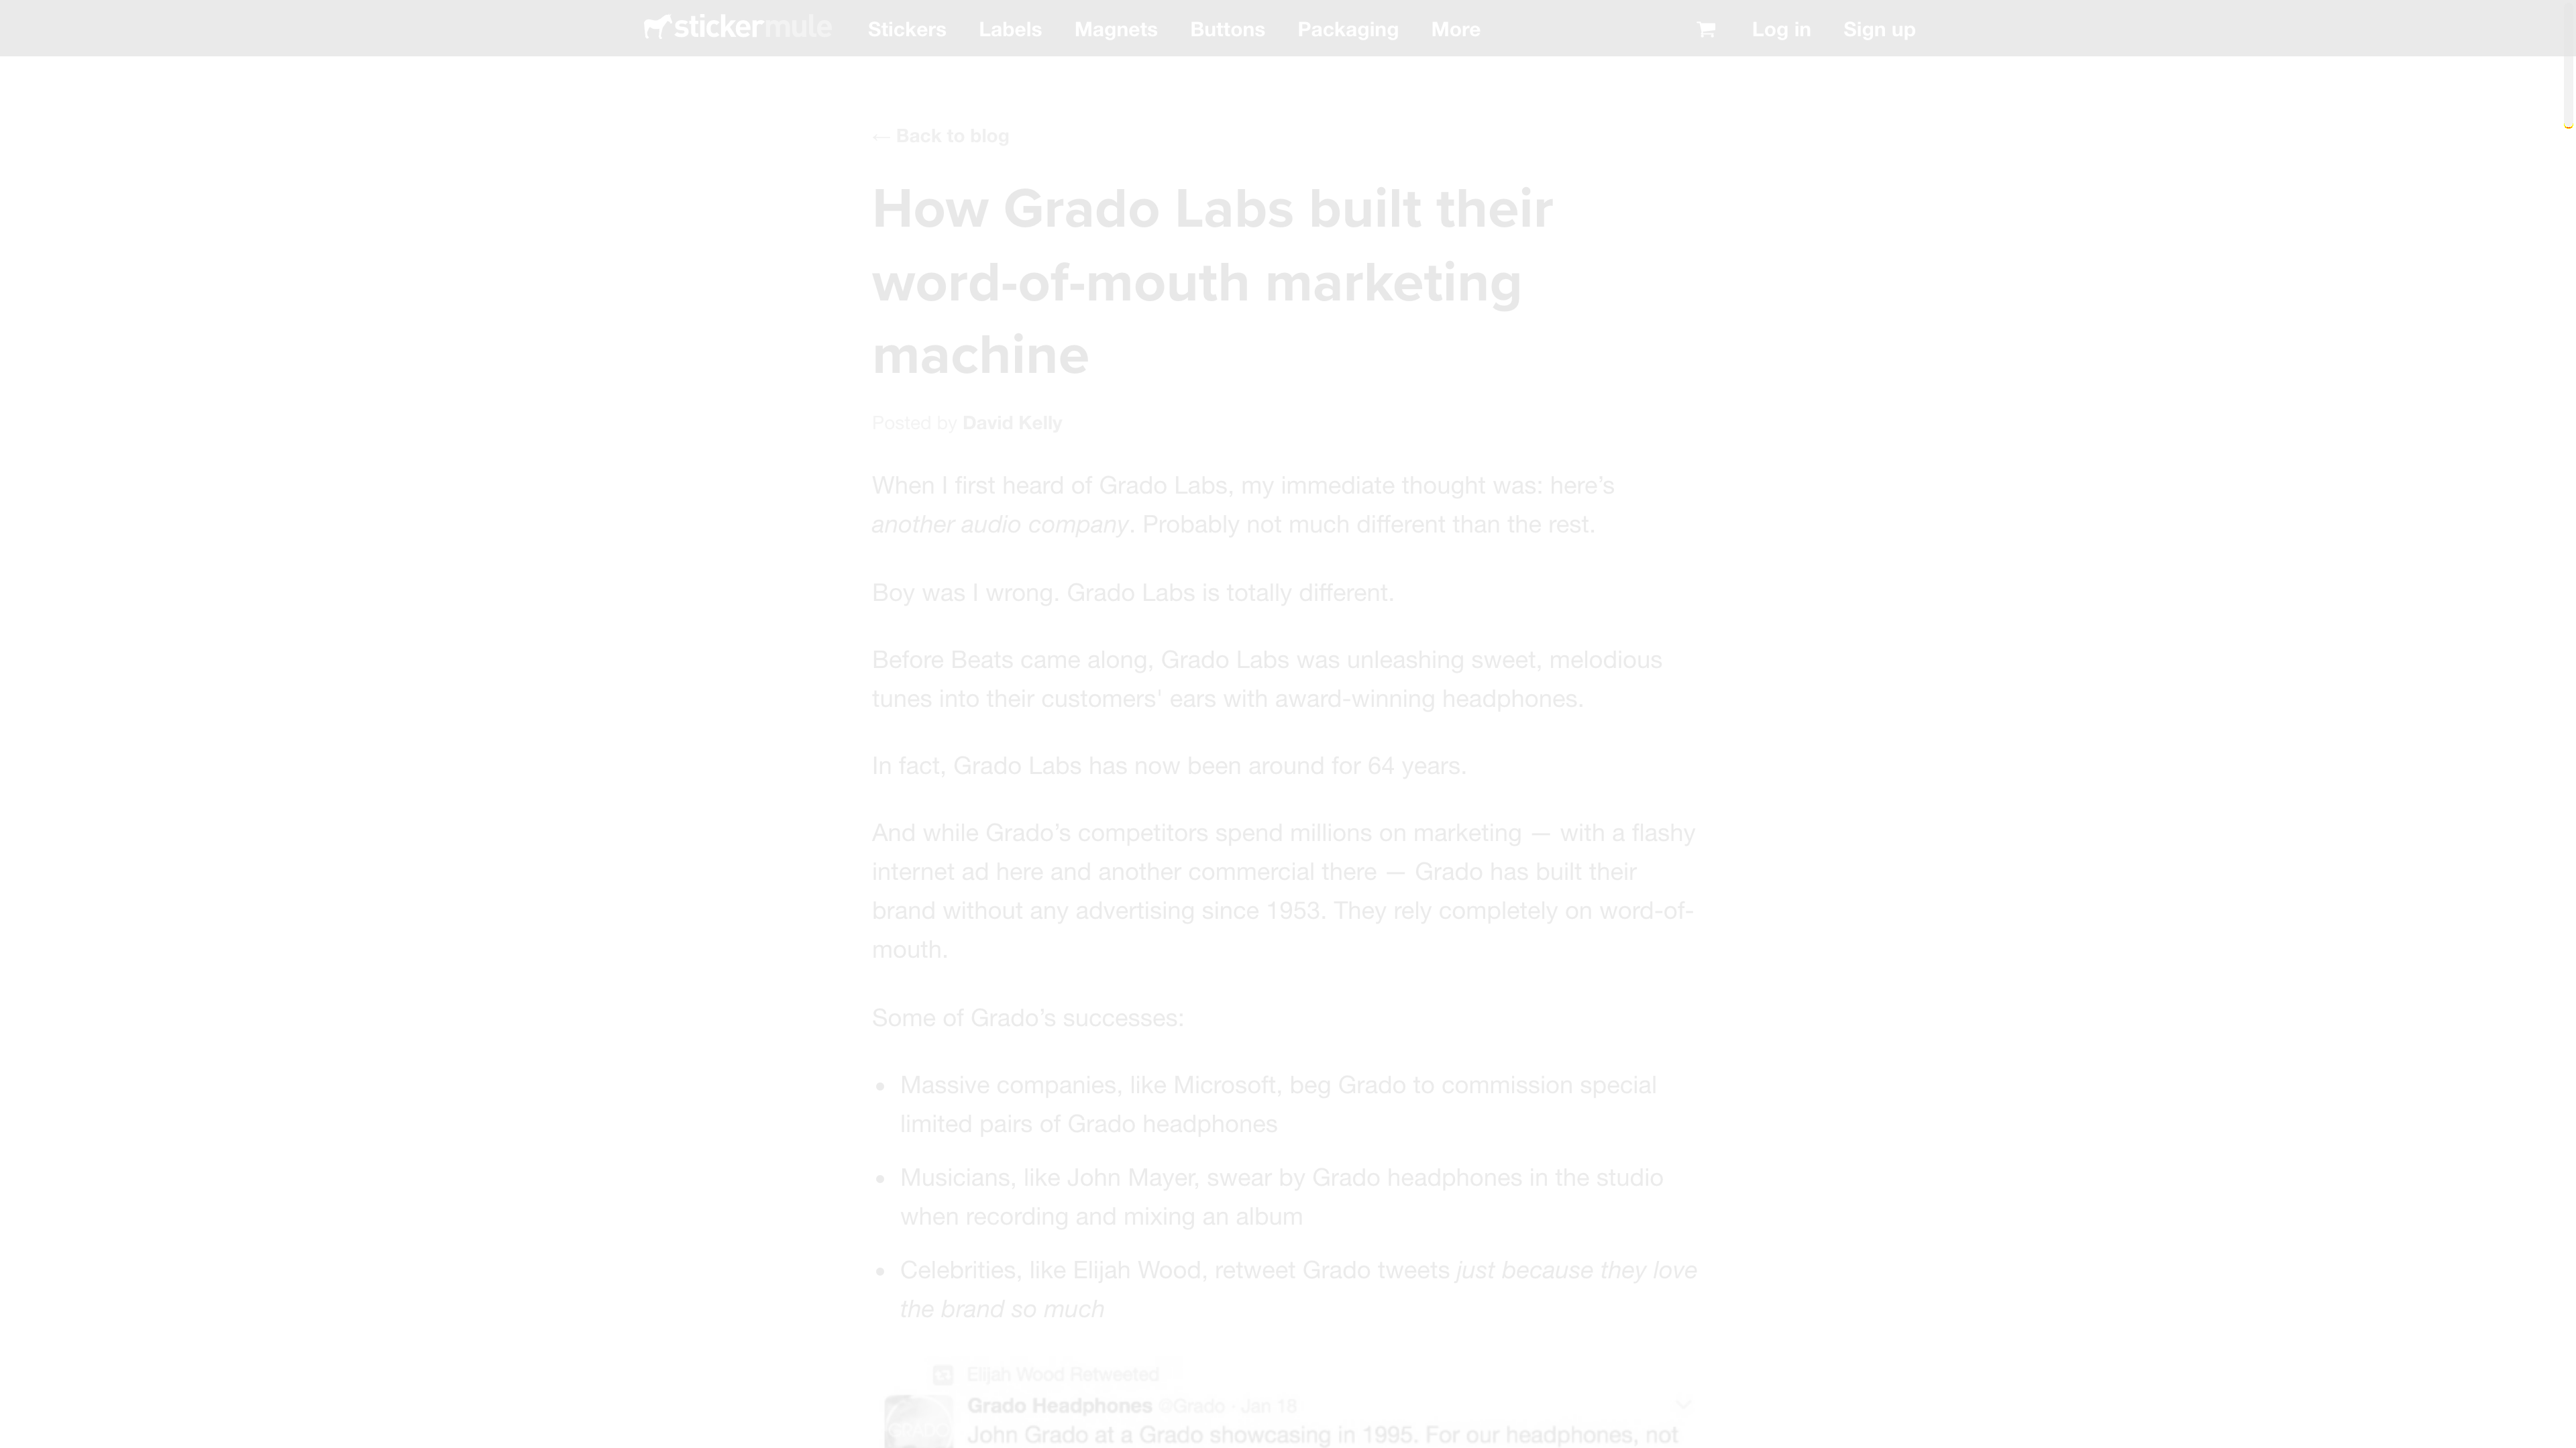 stickermule Stickers Labels Magnets Buttons Packaging More Log in Sign up
← Back to blog
How Grado Labs built their
word-of-mouth marketing
machine
Posted by David Kelly
When I first heard of Grado Labs, my immediate thought was: here's
another audio company. Probably not much different than the rest.
Boy was I wrong. Grado Labs is totally different.
Before Beats came along, Grado Labs was unleashing sweet, melodious
tunes into their customers' ears with award-winning headphones.
In fact, Grado Labs has now been around for 64 years.
And while Grado’s competitors spend millions on marketing — with a flashy
internet ad here and another commercial there — Grado has built their
brand without any advertising since 1953. They rely completely on word-of-
mouth.
Some of Grado’s successes:
• Massive companies, like Microsoft, beg Grado to commission special
limited pairs of Grado headphones
• Musicians, like John Mayer, swear by Grado headphones in the studio
when recording and mixing an album
• Celebrities, like Elijah Wood, retweet Grado tweets just because they love
the brand so much
Elijah Wood Retweeted
Grado Headphones @Grado · Jan 18
John Grado at a Grado showcasing in 1995. For our headphones, not